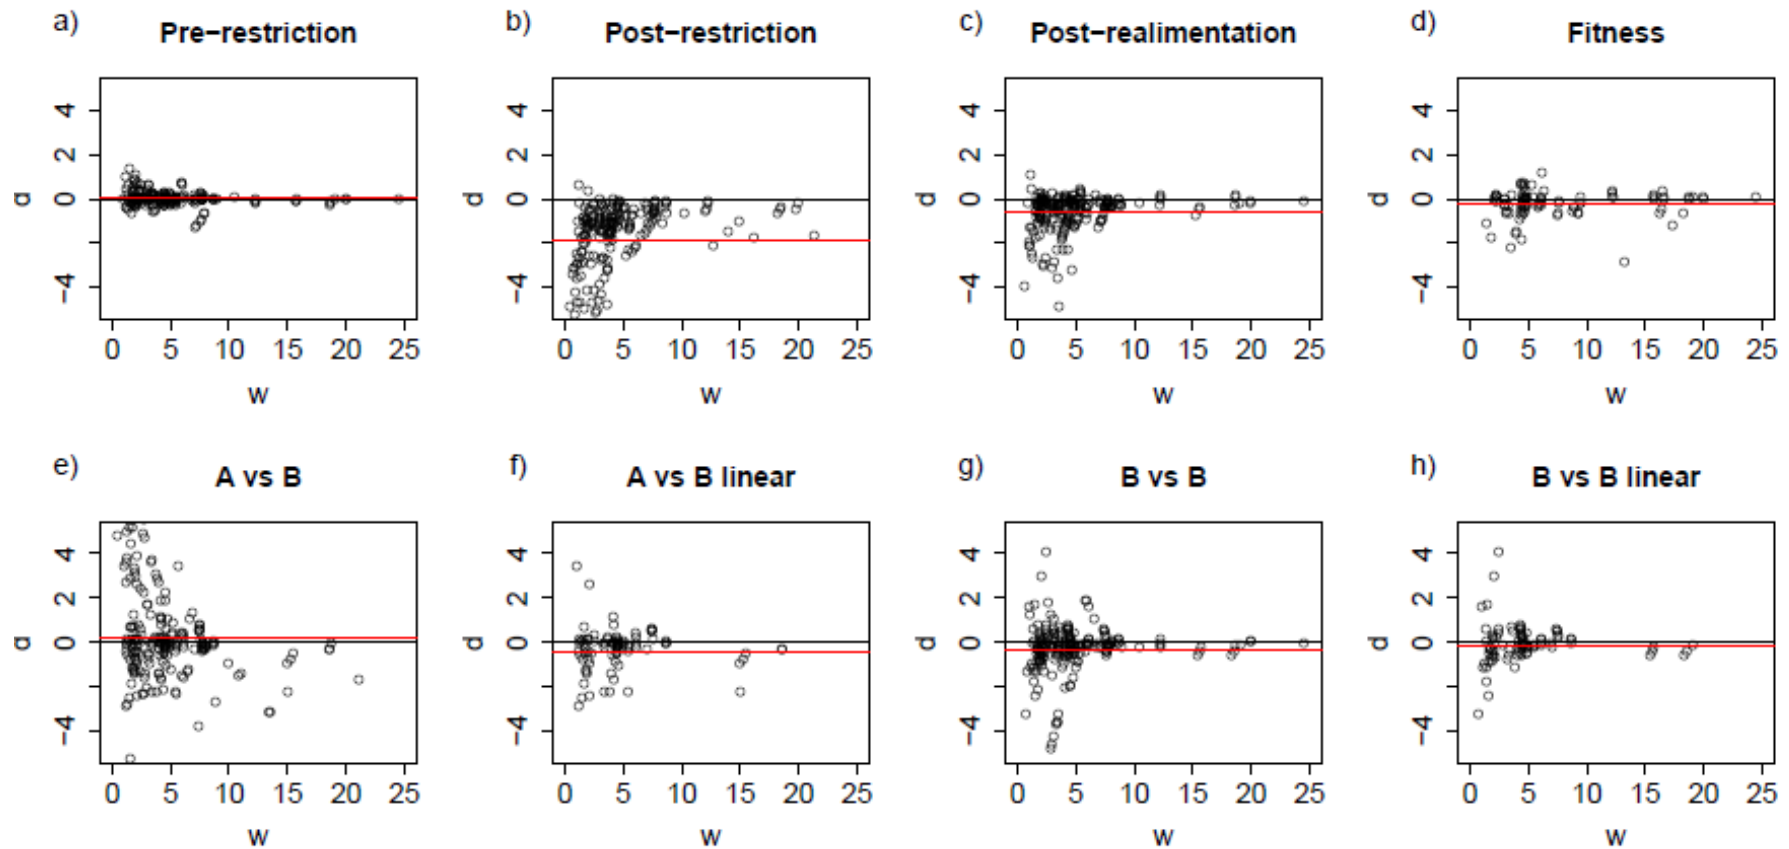 a) Pre−restriction
b) Post−restriction
c) Post−realimentation
d) Fitness
4 2 0 −4
d
0 5 10 15 20 25
w
4 2 0 −4
d
0 5 10 15 20 25
w
4 2 0 −4
d
0 5 10 15 20 25
w
4 2 0 −4
d
0 5 10 15 20 25
w
e) A vs B
f) A vs B linear
g) B vs B
h) B vs B linear
4 2 0 −4
d
0 5 10 15 20 25
w
4 2 0 −4
d
0 5 10 15 20 25
w
4 2 0 −4
d
0 5 10 15 20 25
w
4 2 0 −4
d
0 5 10 15 20 25
w